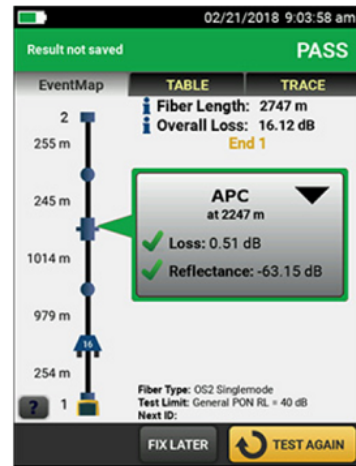 02/21/2018 9:03:58 am
Result not saved
PASS
EventMap
TABLE
TRACE
Fiber Length: 2747 m
Overall Loss: 16.12 dB
End 1
2
255 m
245 m
1014 m
979 m
16
254 m
? 1
APC
at 2247 m
Loss: 0.51 dB
Reflectance: -63.15 dB
Fiber Type: OS2 Singlemode
Test Limit: General PON RL = 40 dB
Next ID:
FIX LATER
TEST AGAIN